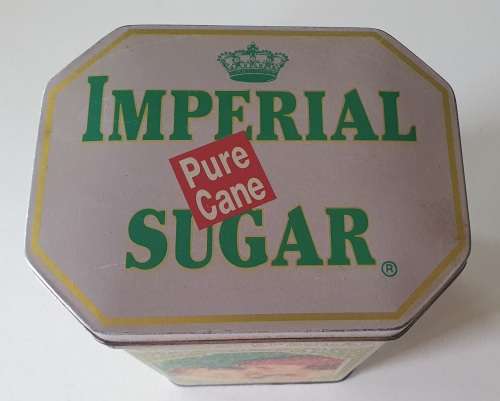 IMPERIAL
Pure
Cane
SUGAR
®